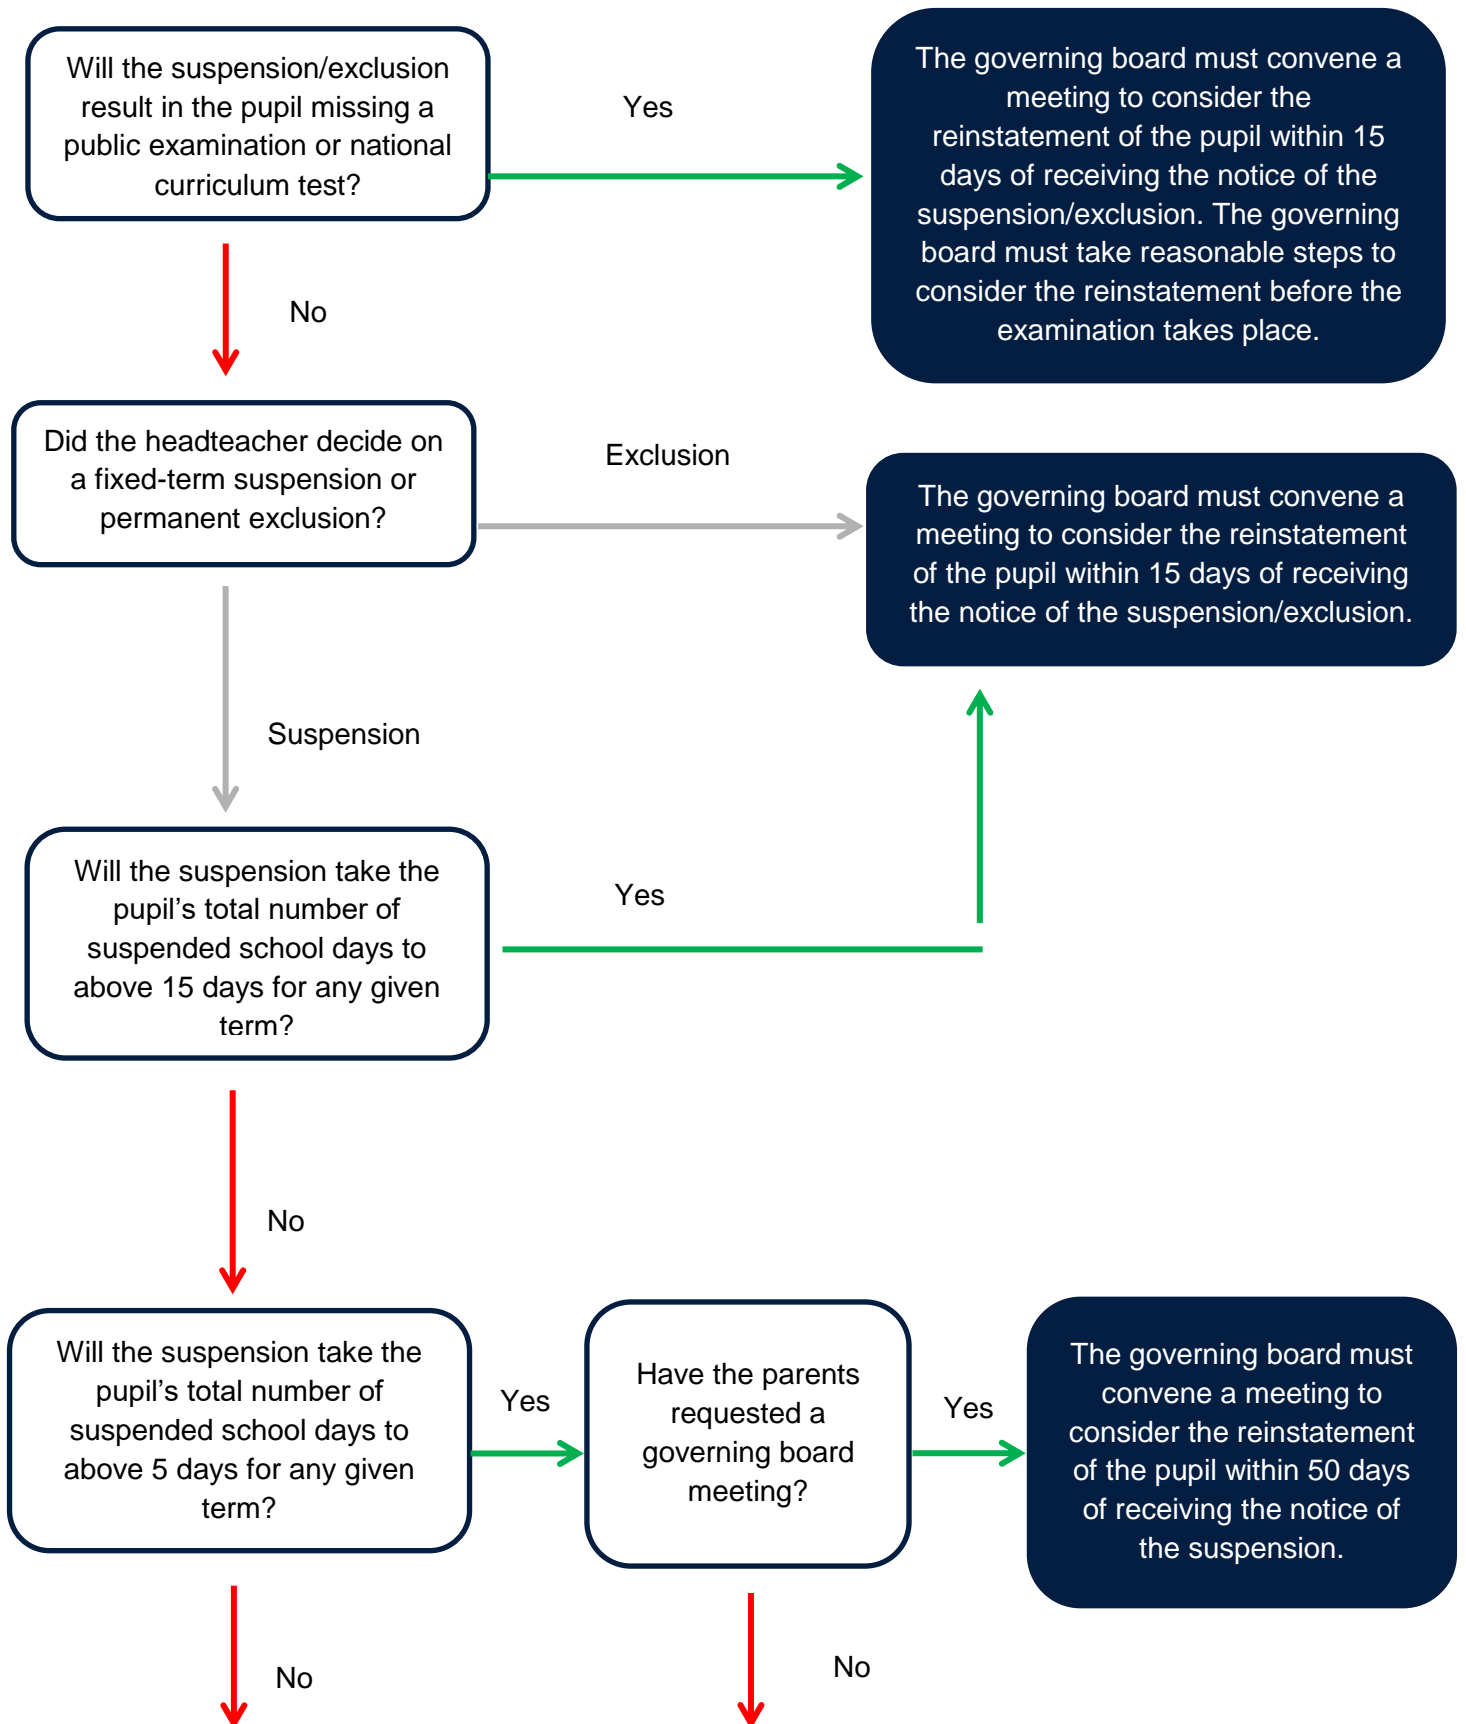 Will the suspension/exclusion
result in the pupil missing a
public examination or national
curriculum test?
Yes
The governing board must convene a
meeting to consider the
reinstatement of the pupil within 15
days of receiving the notice of the
suspension/exclusion. The governing
board must take reasonable steps to
consider the reinstatement before the
examination takes place.
No
Did the headteacher decide on
a fixed-term suspension or
permanent exclusion?
Exclusion
The governing board must convene a
meeting to consider the reinstatement
of the pupil within 15 days of receiving
the notice of the suspension/exclusion.
Suspension
Will the suspension take the
pupil’s total number of
suspended school days to
above 15 days for any given
term?
Yes
No
Will the suspension take the
pupil’s total number of
suspended school days to
above 5 days for any given
term?
Yes
Have the parents
requested a
governing board
meeting?
Yes
The governing board must
convene a meeting to
consider the reinstatement
of the pupil within 50 days
of receiving the notice of
the suspension.
No
No